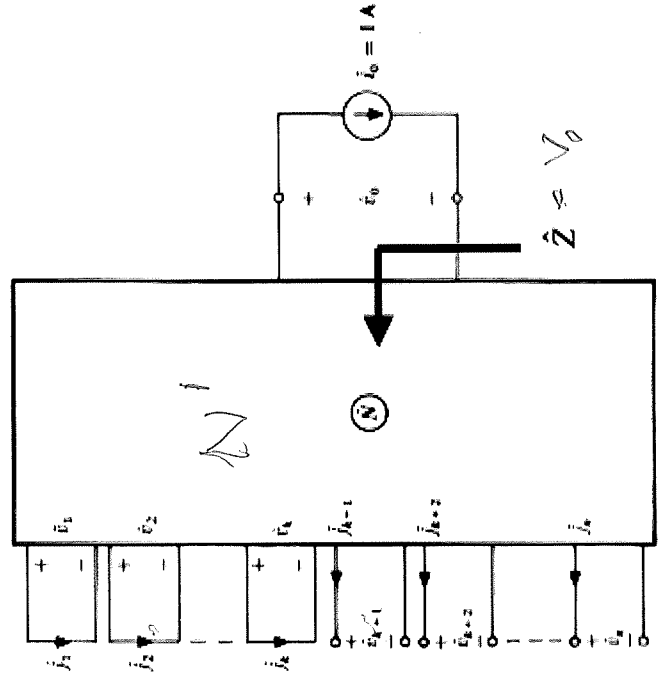 ĵ₁
+
−
v̂₁
ĵ₂
+
−
v̂₂
ĵₖ
+
−
v̂ₖ
ĵₖ₊₁
+
v̂ₖ₊₁
−
ĵₖ₊₂
+
v̂ₖ₊₂
−
ĵₙ
+
v̂ₙ
−
N̂
+
v̂₀
−
î₀ = 1 A
Ẑ = V₀